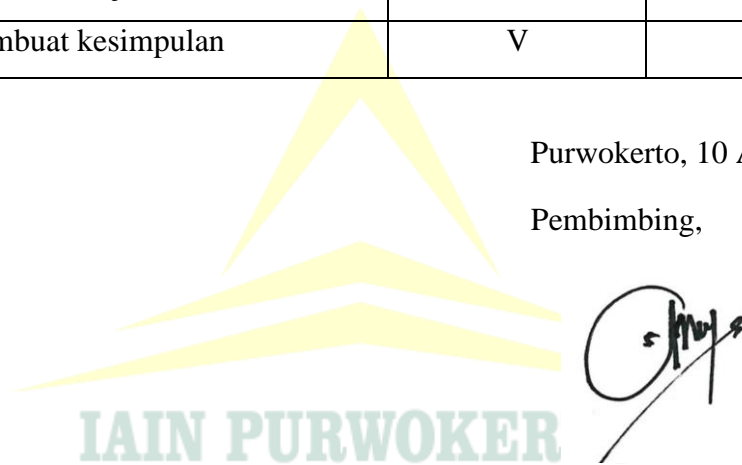 mbuat kesimpulan V
Purwokerto, 10 A
Pembimbing,
IAIN PURWOKER